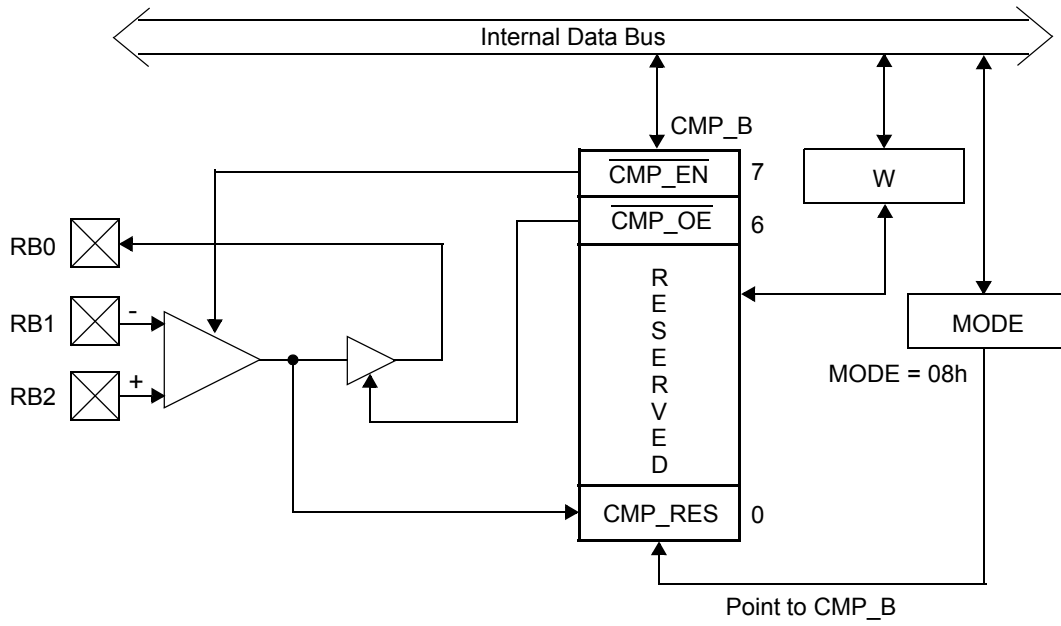 Internal Data Bus
CMP_B
CMP_EN 7
W
CMP_OE 6
RB0
RB1 -
RB2 +
R
E
S
E
R
V
E
D
MODE
MODE = 08h
CMP_RES 0
Point to CMP_B